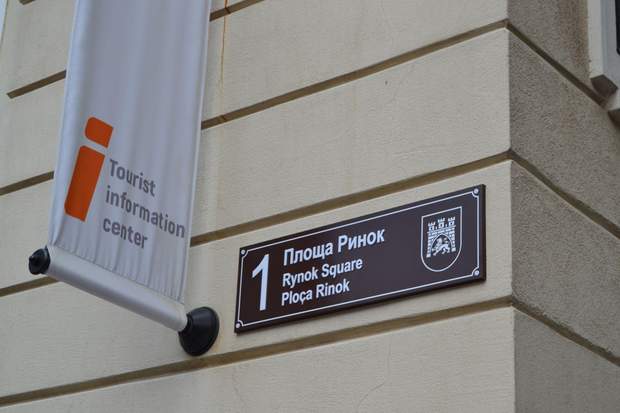 Tourist
information
center
1
Площа Ринок
Rynok Square
Ploça Rinok